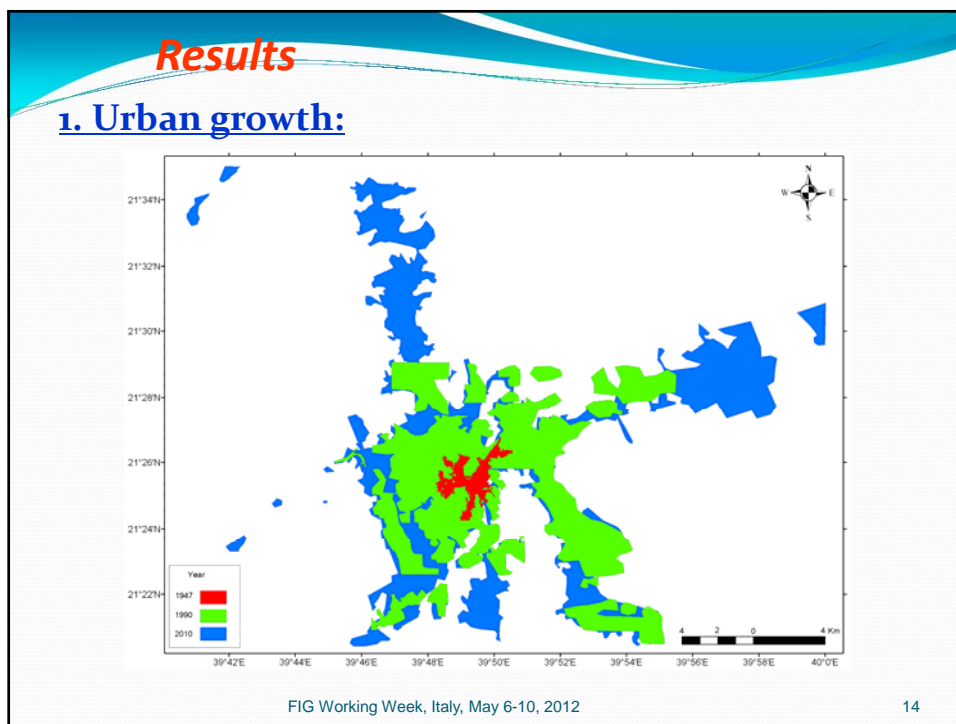 Results
1. Urban growth:
N
W E
S
21°34'N
21°32'N
21°30'N
21°28'N
21°26'N
21°24'N
21°22'N
Year
1947
1990
2010
4 2 0 4 Km
39°42'E 39°44'E 39°46'E 39°48'E 39°50'E 39°52'E 39°54'E 39°56'E 39°58'E 40°0'E
FIG Working Week, Italy, May 6-10, 2012 14